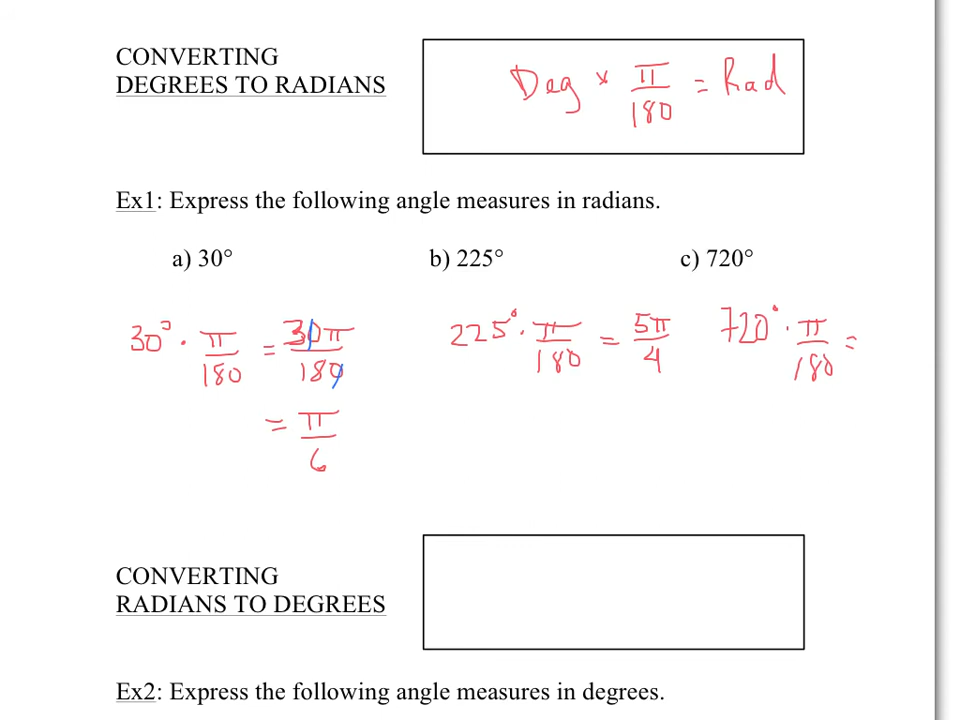 CONVERTING
DEGREES TO RADIANS
Deg × π/180 = Rad
Ex1: Express the following angle measures in radians.
a) 30° b) 225° c) 720°
30° · π/180 = 30π/180 225° · π/180 = 5π/4 720° · π/180 =
= π/6
CONVERTING
RADIANS TO DEGREES
Ex2: Express the following angle measures in degrees.